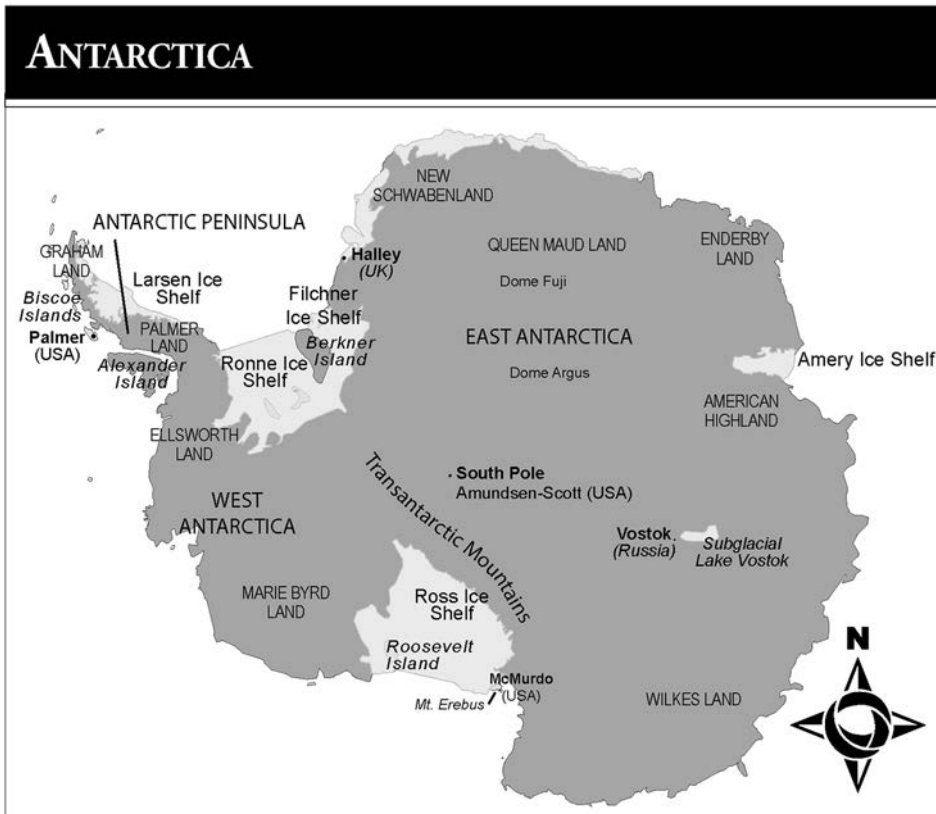 ANTARCTICA
NEW
SCHWABENLAND
ANTARCTIC PENINSULA
GRAHAM
LAND
Halley
(UK)
QUEEN MAUD LAND
ENDERBY
LAND
Larsen Ice
Shelf
Filchner
Ice Shelf
Dome Fuji
Biscoe
Islands
Palmer
(USA)
PALMER
LAND
Berkner
Island
EAST ANTARCTICA
Alexander
Island
Ronne Ice
Shelf
Dome Argus
Amery Ice Shelf
AMERICAN
HIGHLAND
ELLSWORTH
LAND
Transantarctic Mountains
South Pole
Amundsen-Scott (USA)
WEST
ANTARCTICA
Vostok
(Russia)
Subglacial
Lake Vostok
MARIE BYRD
LAND
Ross Ice
Shelf
Roosevelt
Island
McMurdo
(USA)
Mt. Erebus
WILKES LAND
N